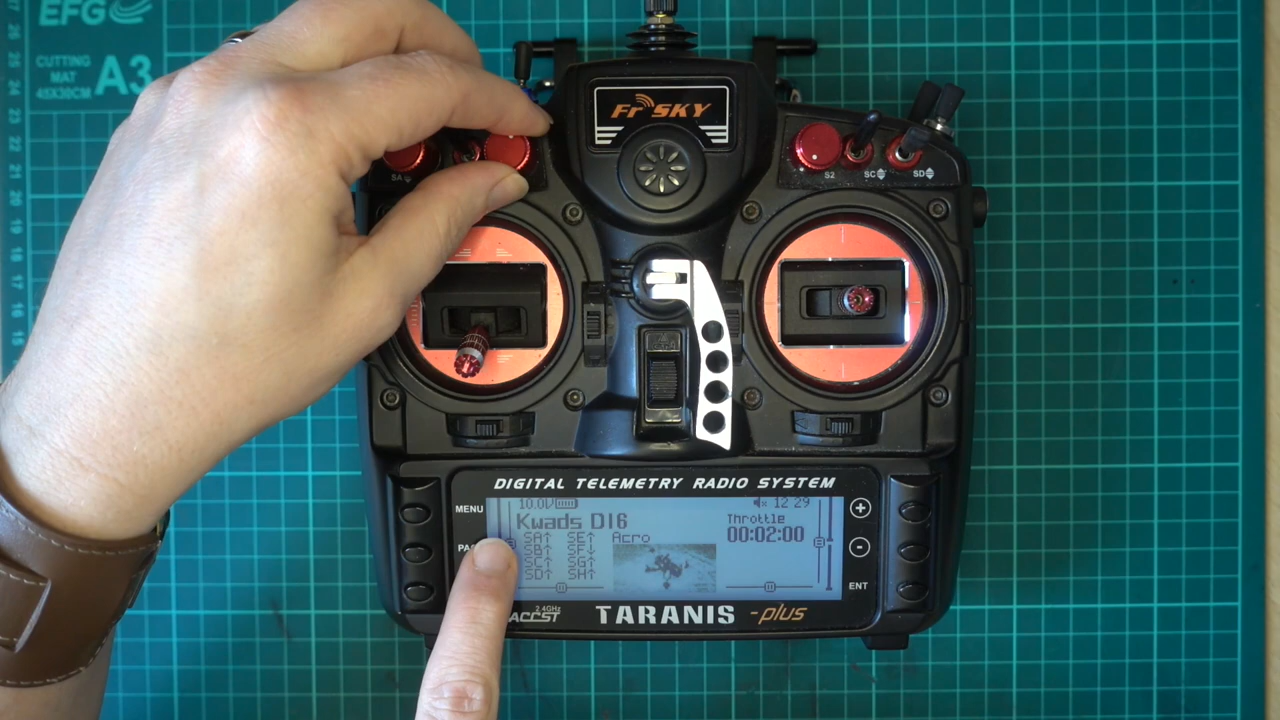 EFG
CUTTING
MAT
45X30CM
A3
FrSKY
SA
S2
SC
SD
DIGITAL TELEMETRY RADIO SYSTEM
MENU
10.0V
12 29
Kwads D16
Throttle
SA↑ SE↑ Acro
00:02:00
SB↑ SF↓
SC↑ SG↑
SD↑ SH↑
ENT
2.4GHz
ACCST
TARANIS
-plus